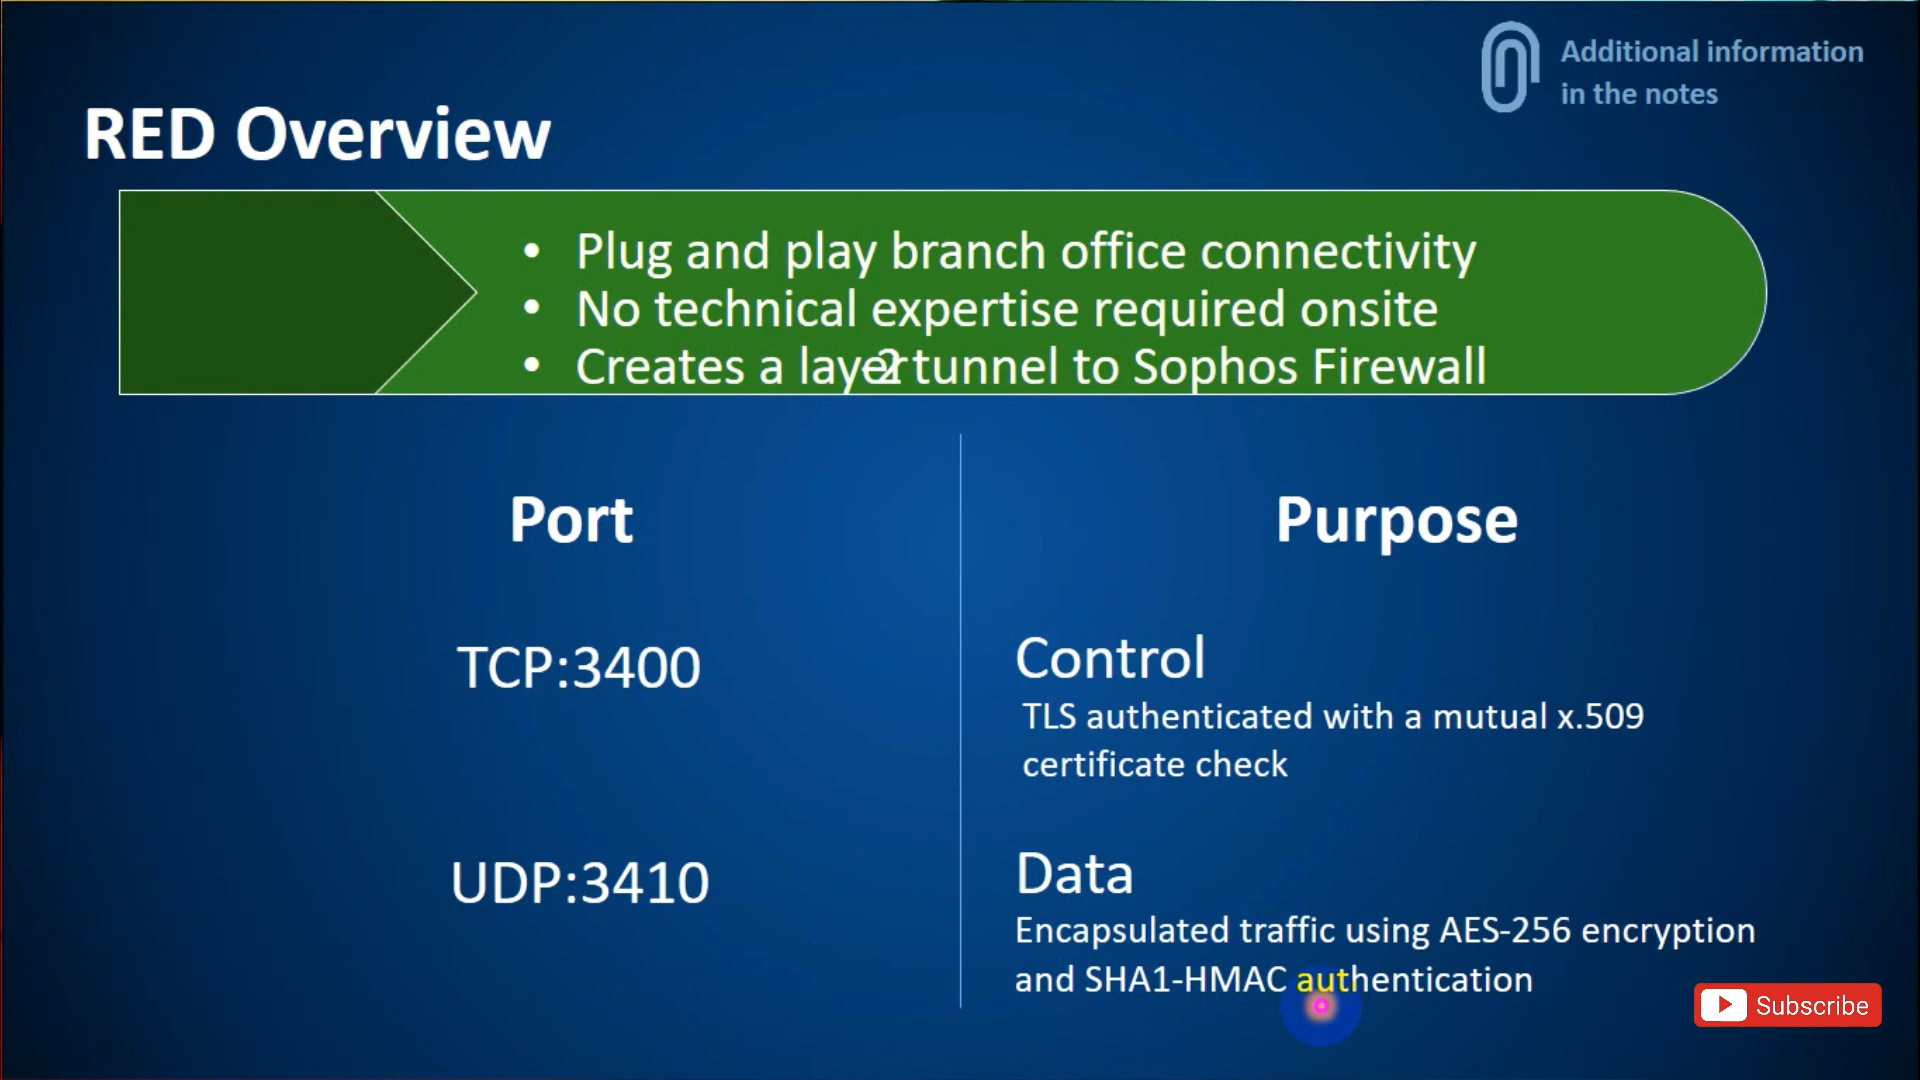 Additional information
in the notes
RED Overview
• Plug and play branch office connectivity
• No technical expertise required onsite
• Creates a layer-2 tunnel to Sophos Firewall
Port
Purpose
TCP:3400
Control
TLS authenticated with a mutual x.509
certificate check
UDP:3410
Data
Encapsulated traffic using AES-256 encryption
and SHA1-HMAC authentication
Subscribe